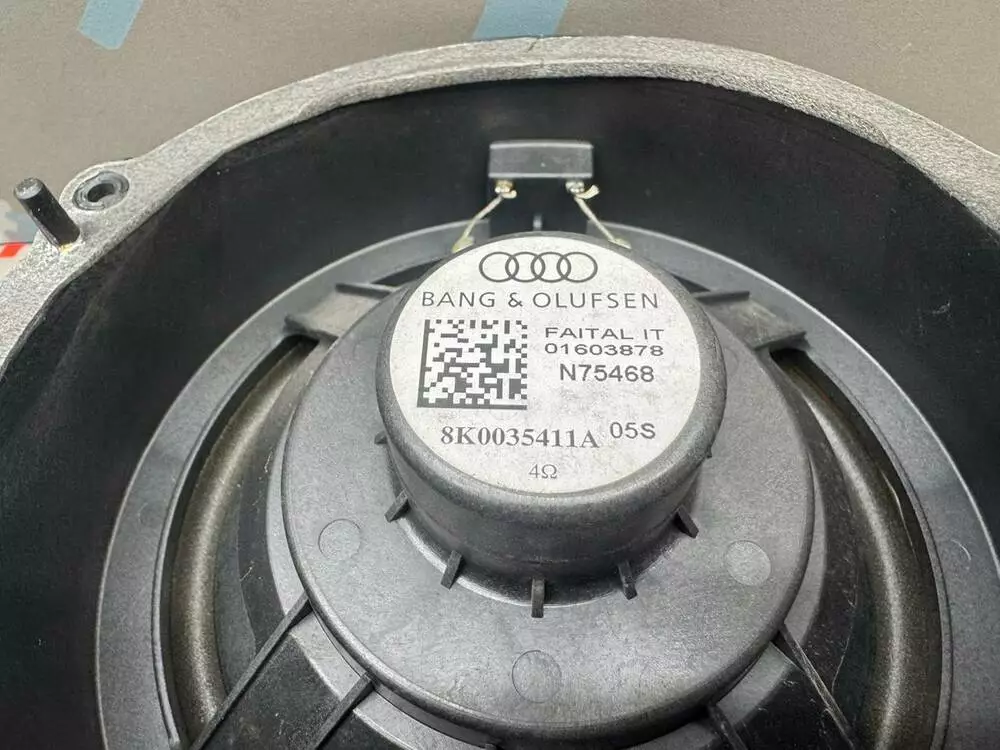 BANG & OLUFSEN
FAITAL.IT
01603878
N75468
8K0035411A 05S
4Ω